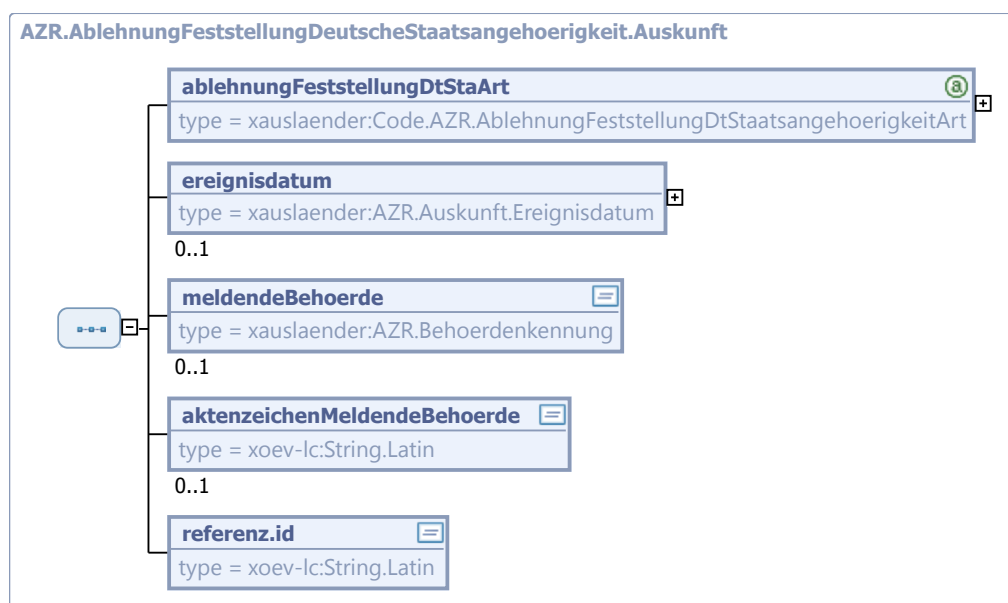 AZR.AblehnungFeststellungDeutscheStaatsangehoerigkeit.Auskunft
ablehnungFeststellungDtStaArt
a
type = xauslaender:Code.AZR.AblehnungFeststellungDtStaatsangehoerigkeitArt
ereignisdatum
type = xauslaender:AZR.Auskunft.Ereignisdatum
0..1
meldendeBehoerde
type = xauslaender:AZR.Behoerdenkennung
0..1
aktenzeichenMeldendeBehoerde
type = xoev-lc:String.Latin
0..1
referenz.id
type = xoev-lc:String.Latin